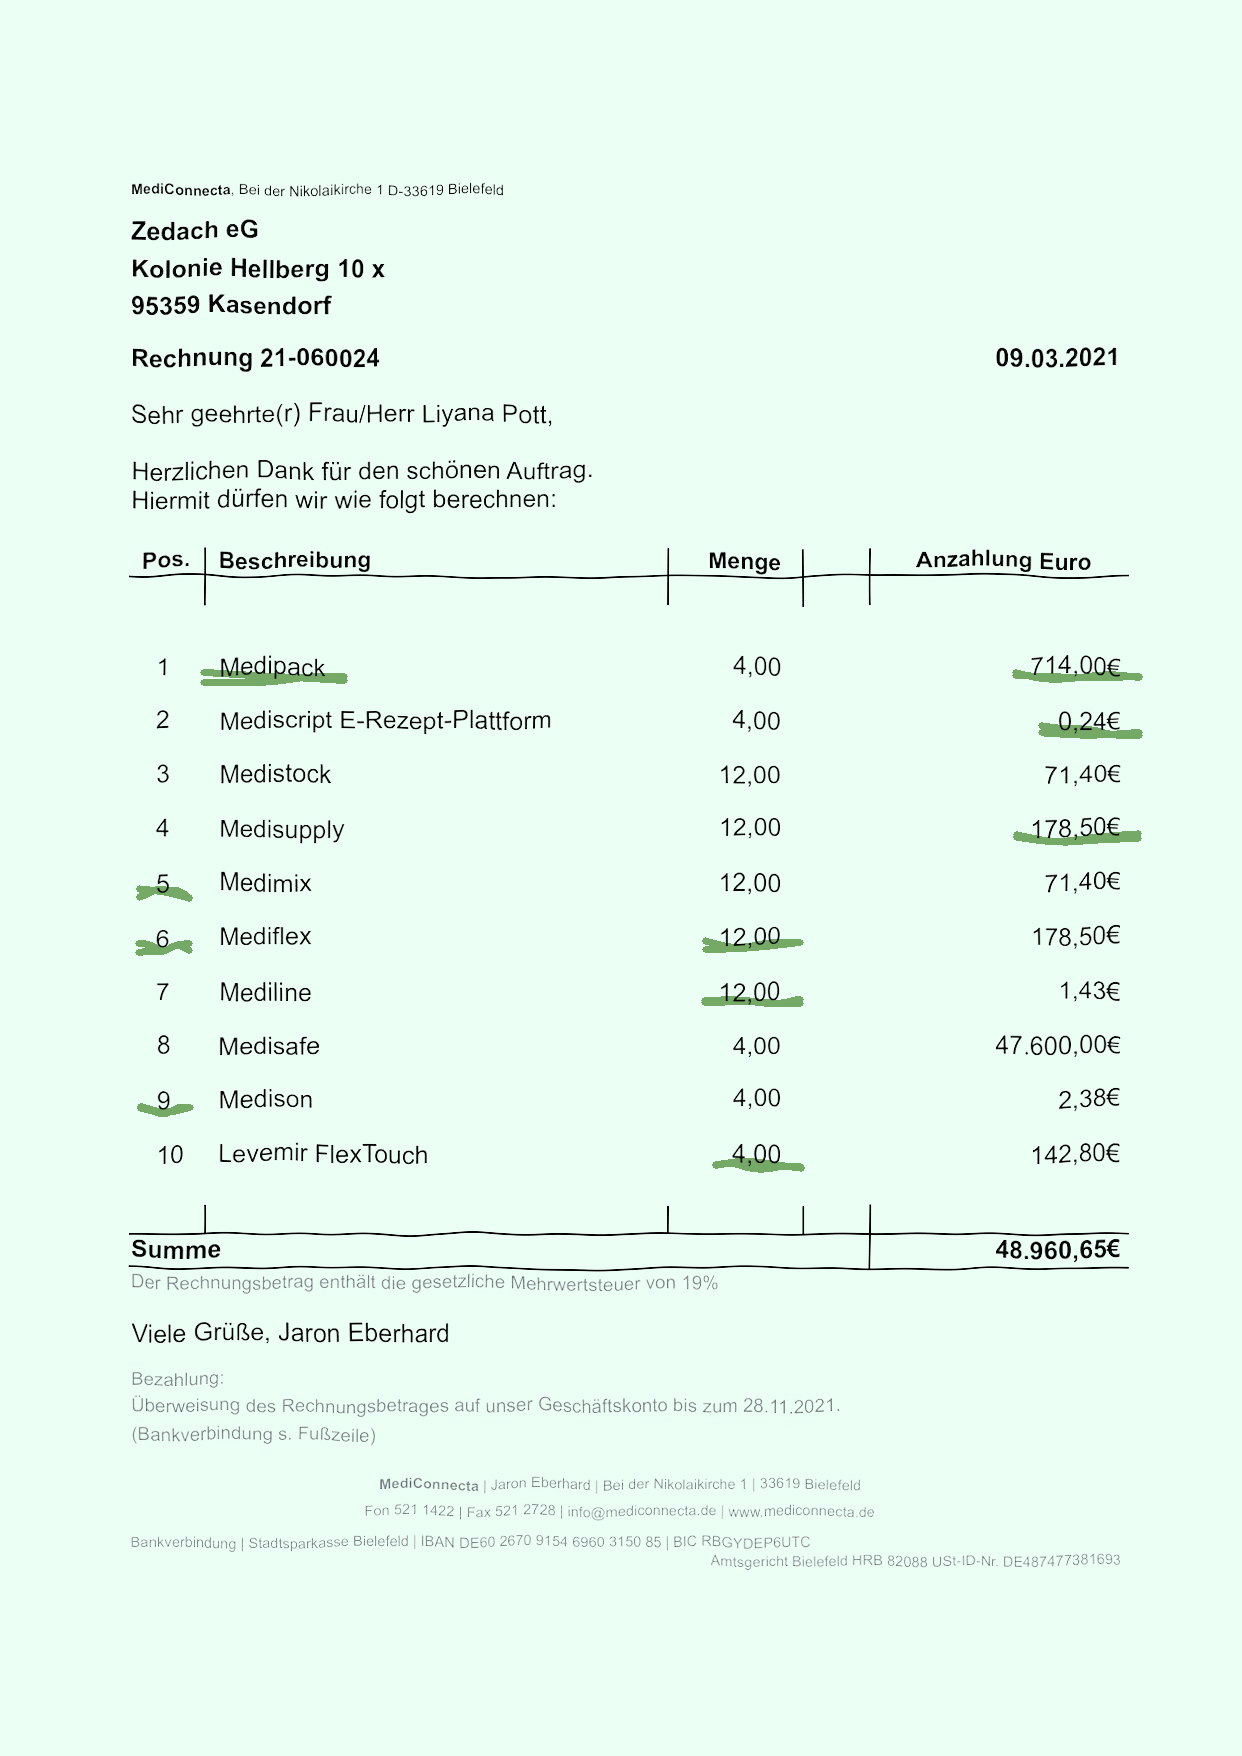 MediConnecta, Bei der Nikolaikirche 1 D-33619 Bielefeld
Zedach eG
Kolonie Hellberg 10 x
95359 Kasendorf
Rechnung 21-060024 09.03.2021
Sehr geehrte(r) Frau/Herr Liyana Pott,
Herzlichen Dank für den schönen Auftrag.
Hiermit dürfen wir wie folgt berechnen:
Pos. Beschreibung Menge Anzahlung Euro
1 Medipack 4,00 714,00€
2 Mediscript E-Rezept-Plattform 4,00 0,24€
3 Medistock 12,00 71,40€
4 Medisupply 12,00 178,50€
5 Medimix 12,00 71,40€
6 Mediflex 12,00 178,50€
7 Mediline 12,00 1,43€
8 Medisafe 4,00 47.600,00€
9 Medison 4,00 2,38€
10 Levemir FlexTouch 4,00 142,80€
Summe 48.960,65€
Der Rechnungsbetrag enthält die gesetzliche Mehrwertsteuer von 19%
Viele Grüße, Jaron Eberhard
Bezahlung:
Überweisung des Rechnungsbetrages auf unser Geschäftskonto bis zum 28.11.2021.
(Bankverbindung s. Fußzeile)
MediConnecta | Jaron Eberhard | Bei der Nikolaikirche 1 | 33619 Bielefeld
Fon 521 1422 | Fax 521 2728 | info@mediconnecta.de | www.mediconnecta.de
Bankverbindung | Stadtsparkasse Bielefeld | IBAN DE60 2670 9154 6960 3150 85 | BIC RBGYDEP6UTC
Amtsgericht Bielefeld HRB 82088 USt-ID-Nr. DE487477381693